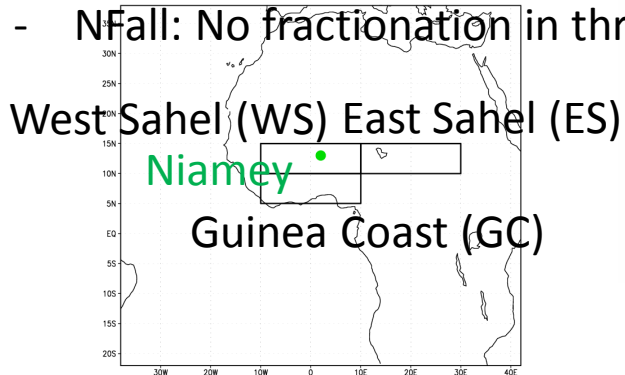 - NFall: No fractionation in thr
West Sahel (WS) East Sahel (ES)
Niamey
Guinea Coast (GC)
35N
30N
25N
20N
15N
10N
5N
EQ
5S
10S
15S
20S
30W 20W 10W 0 10E 20E 30E 40E